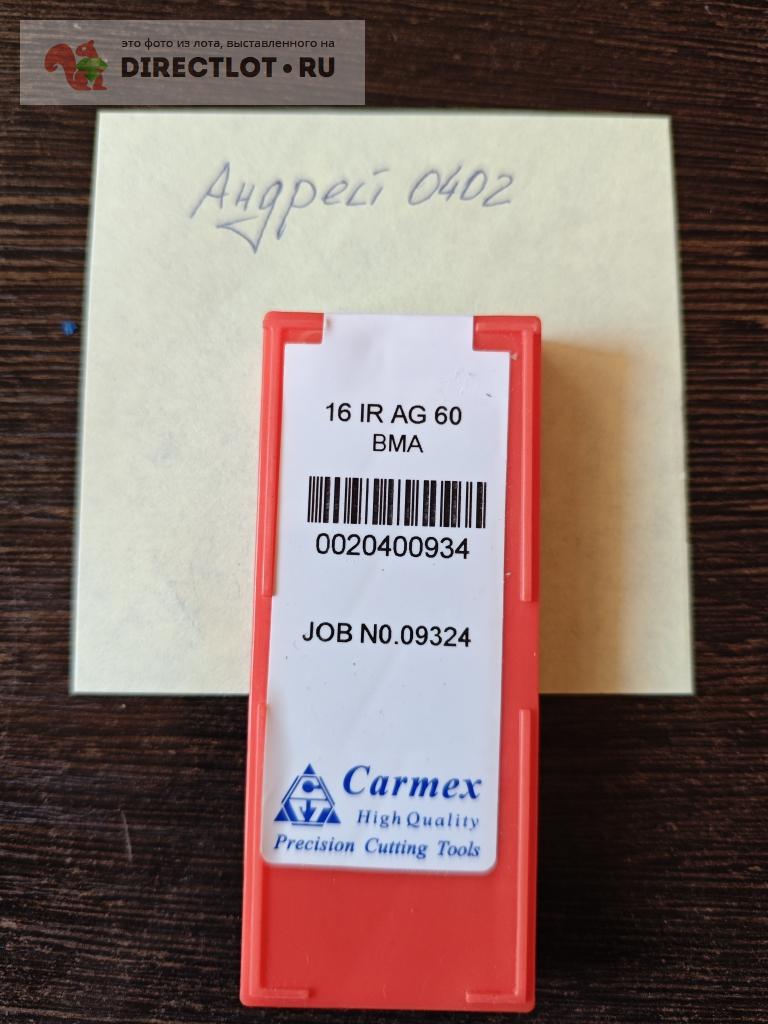 это фото из лота, выставленного на
DIRECTLOT•RU
Андрей 0402
16 IR AG 60
BMA
0020400934
JOB N0.09324
Carmex
High Quality
Precision Cutting Tools